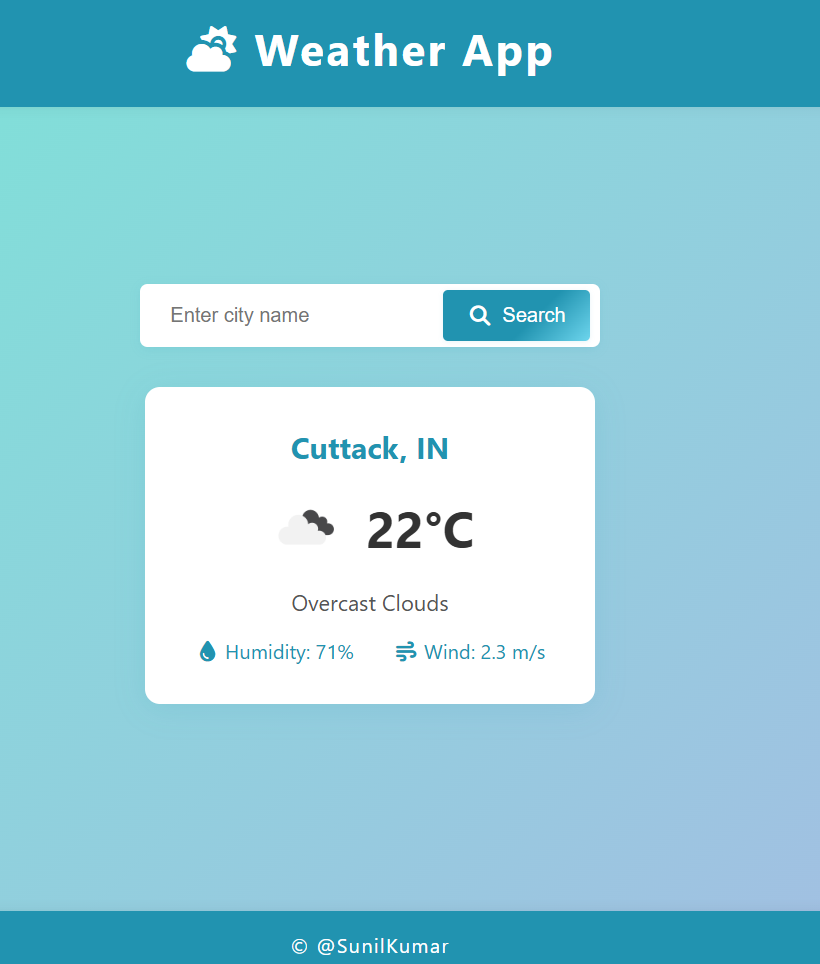 Weather App
Enter city name
Search
Cuttack, IN
22°C
Overcast Clouds
Humidity: 71% Wind: 2.3 m/s
© @SunilKumar